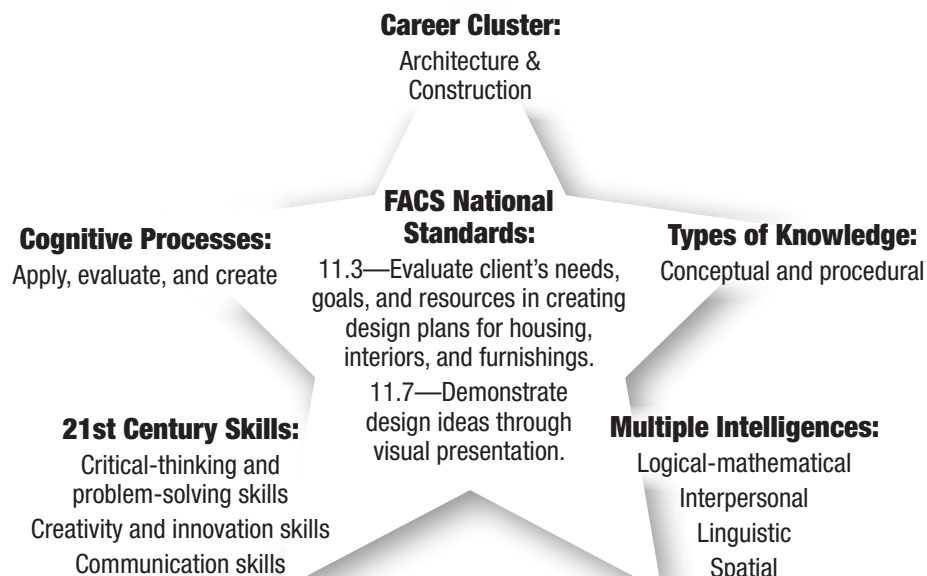 Career Cluster:
Architecture &
Construction
FACS National
Standards:
11.3—Evaluate client's needs,
goals, and resources in creating
design plans for housing,
interiors, and furnishings.
11.7—Demonstrate
design ideas through
visual presentation.
Cognitive Processes:
Apply, evaluate, and create
Types of Knowledge:
Conceptual and procedural
21st Century Skills:
Critical-thinking and
problem-solving skills
Creativity and innovation skills
Communication skills
Multiple Intelligences:
Logical-mathematical
Interpersonal
Linguistic
Spatial